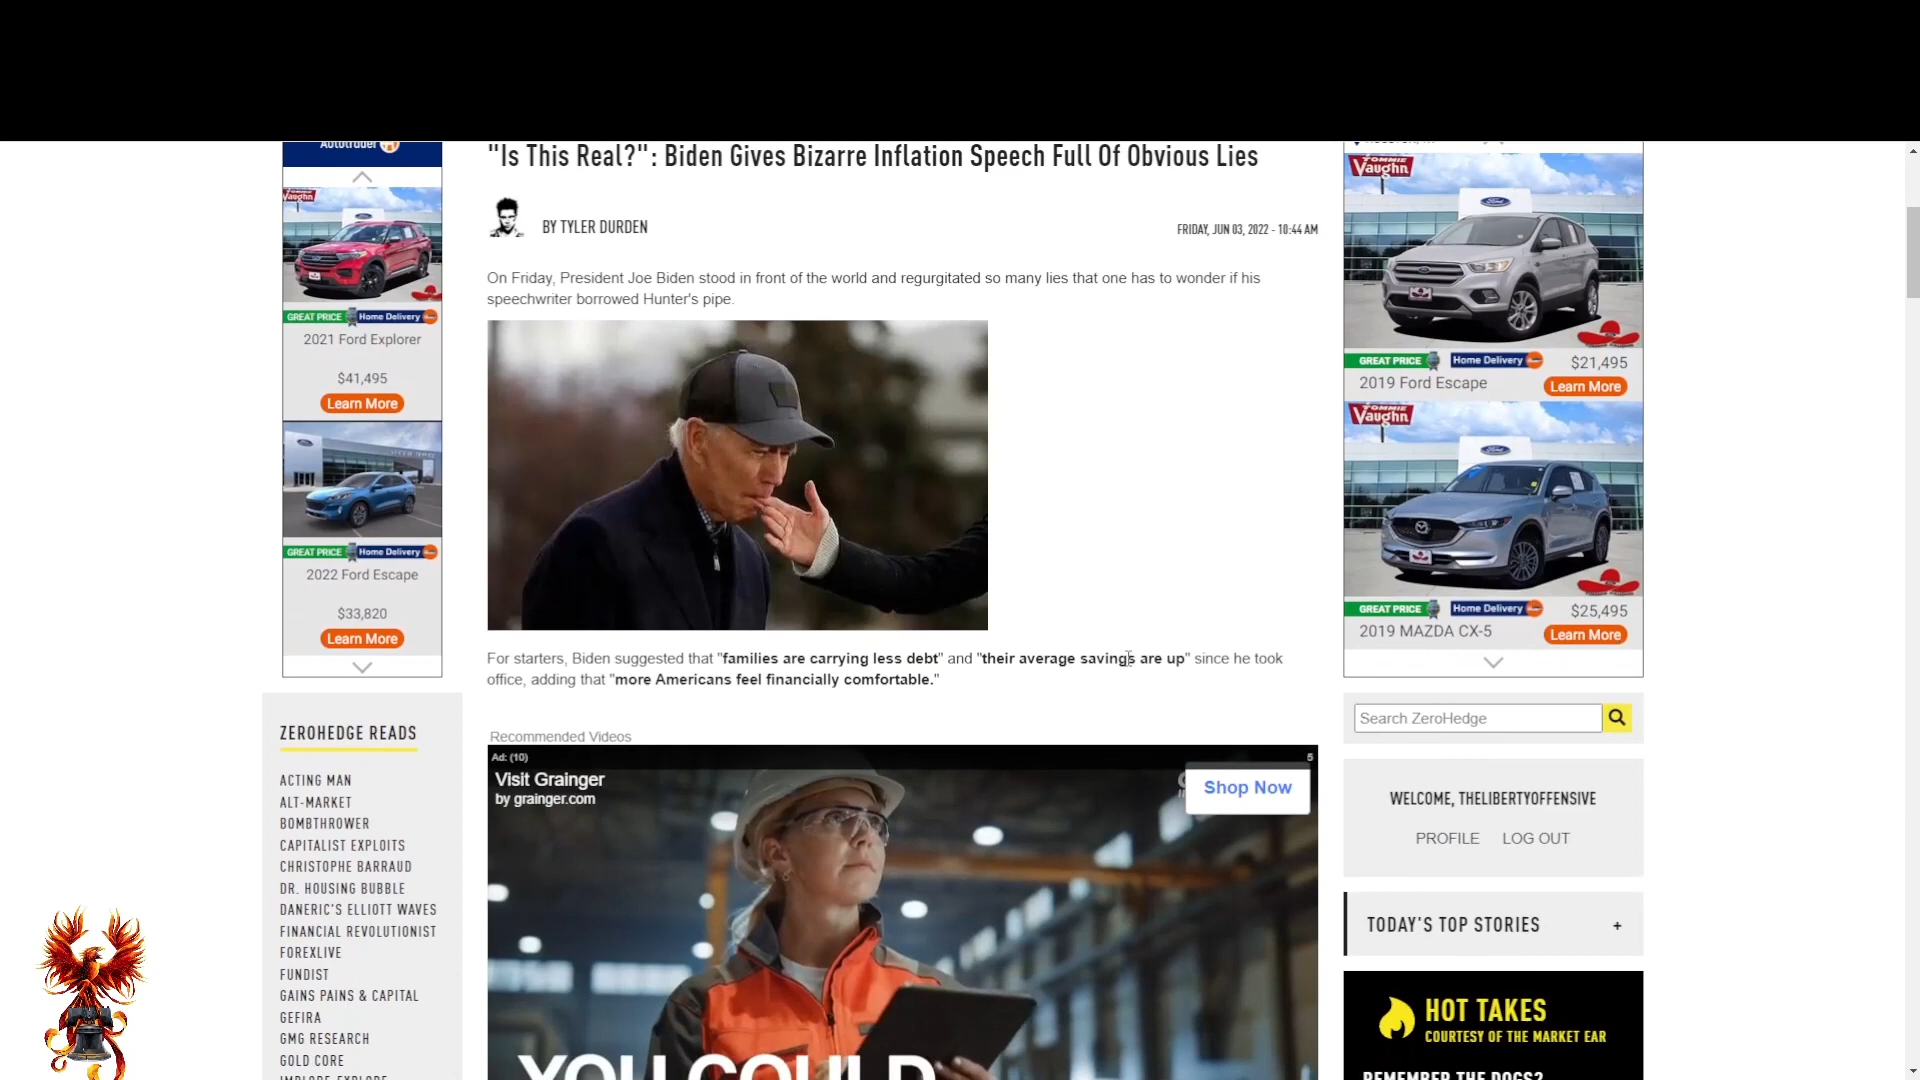 Autotrader
Vaughn
GREAT PRICE Home Delivery
2021 Ford Explorer
$41,495
Learn More
GREAT PRICE Home Delivery
2022 Ford Escape
$33,820
Learn More
ZEROHEDGE READS
ACTING MAN
ALT-MARKET
BOMBTHROWER
CAPITALIST EXPLOITS
CHRISTOPHE BARRAUD
DR. HOUSING BUBBLE
DANERIC'S ELLIOTT WAVES
FINANCIAL REVOLUTIONIST
FOREXLIVE
FUNDIST
GAINS PAINS & CAPITAL
GEFIRA
GMG RESEARCH
GOLD CORE
"Is This Real?": Biden Gives Bizarre Inflation Speech Full Of Obvious Lies
BY TYLER DURDEN
FRIDAY, JUN 03, 2022 - 10:44 AM
On Friday, President Joe Biden stood in front of the world and regurgitated so many lies that one has to wonder if his
speechwriter borrowed Hunter's pipe.
For starters, Biden suggested that "families are carrying less debt" and "their average savings are up" since he took
office, adding that "more Americans feel financially comfortable."
Recommended Videos
Ad: (10)
5
Visit Grainger
by grainger.com
Shop Now
YOU COULD
TOMMIE
Vaughn
Ford
GREAT PRICE Home Delivery $21,495
2019 Ford Escape Learn More
TOMMIE
Vaughn
Ford
GREAT PRICE Home Delivery $25,495
2019 MAZDA CX-5 Learn More
Search ZeroHedge
WELCOME, THELIBERTYOFFENSIVE
PROFILE LOG OUT
TODAY'S TOP STORIES +
HOT TAKES
COURTESY OF THE MARKET EAR
REMEMBER THE DOGS?